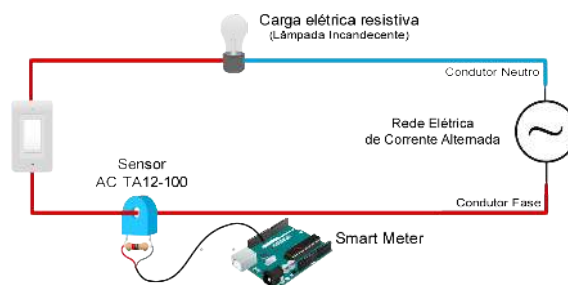 Carga elétrica resistiva
(Lâmpada Incandecente)
Condutor Neutro
Rede Elétrica
de Corrente Alternada
Sensor
AC TA12-100
Condutor Fase
Smart Meter